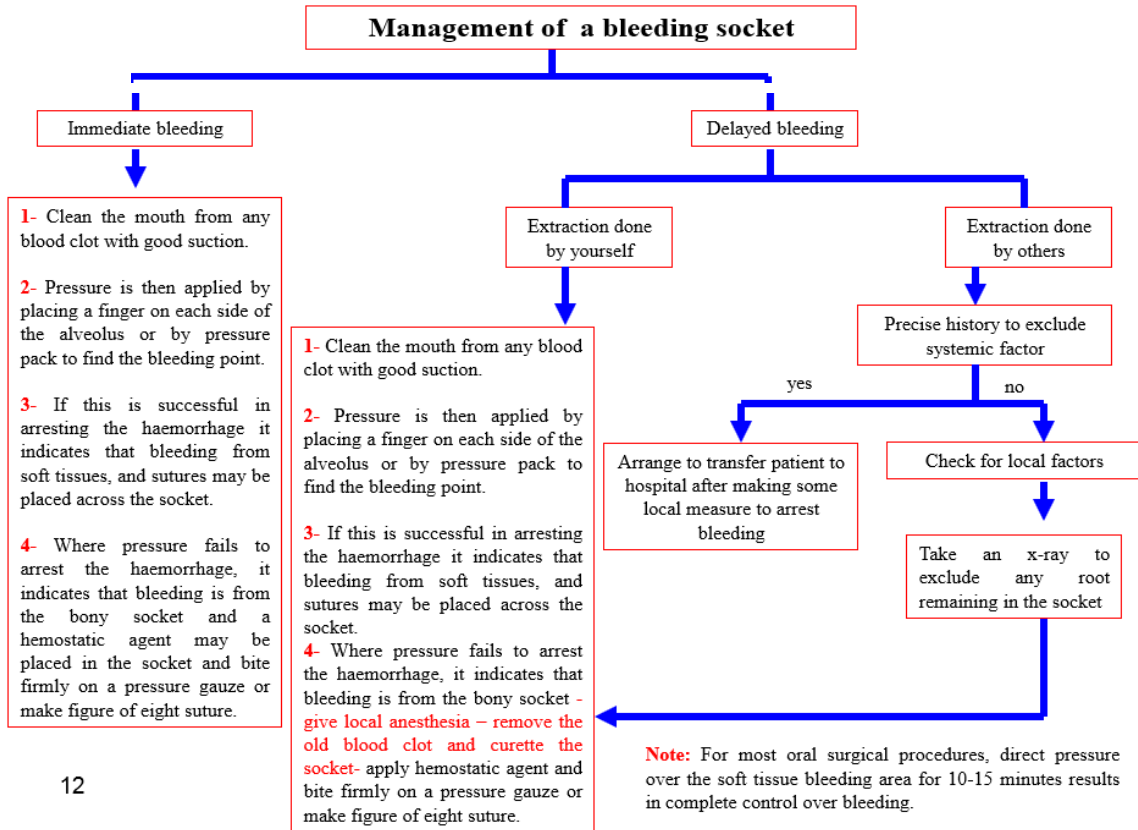 Management of a bleeding socket
Immediate bleeding
Delayed bleeding
1- Clean the mouth from any
blood clot with good suction.
2- Pressure is then applied by
placing a finger on each side of
the alveolus or by pressure
pack to find the bleeding point.
3- If this is successful in
arresting the haemorrhage it
indicates that bleeding from
soft tissues, and sutures may be
placed across the socket.
4- Where pressure fails to
arrest the haemorrhage, it
indicates that bleeding is from
the bony socket and a
hemostatic agent may be
placed in the socket and bite
firmly on a pressure gauze or
make figure of eight suture.
Extraction done
by yourself
1- Clean the mouth from any blood
clot with good suction.
2- Pressure is then applied by
placing a finger on each side of the
alveolus or by pressure pack to
find the bleeding point.
3- If this is successful in arresting
the haemorrhage it indicates that
bleeding from soft tissues, and
sutures may be placed across the
socket.
4- Where pressure fails to arrest
the haemorrhage, it indicates that
bleeding is from the bony socket -
give local anesthesia – remove the
old blood clot and curette the
socket- apply hemostatic agent and
bite firmly on a pressure gauze or
make figure of eight suture.
Extraction done
by others
Precise history to exclude
systemic factor
yes
no
Arrange to transfer patient to
hospital after making some
local measure to arrest
bleeding
Check for local factors
Take an x-ray to
exclude any root
remaining in the socket
Note: For most oral surgical procedures, direct pressure
over the soft tissue bleeding area for 10-15 minutes results
in complete control over bleeding.
12